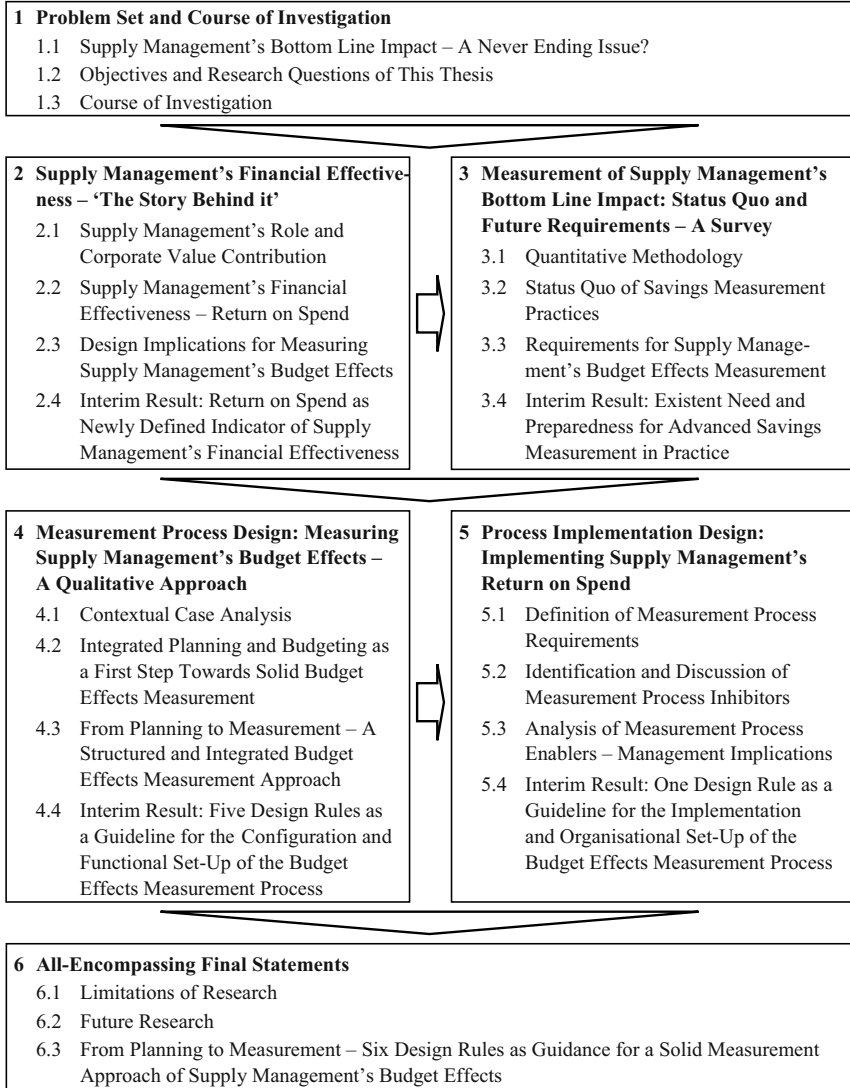 1 Problem Set and Course of Investigation
1.1 Supply Management's Bottom Line Impact – A Never Ending Issue?
1.2 Objectives and Research Questions of This Thesis
1.3 Course of Investigation
2 Supply Management's Financial Effective-
ness – 'The Story Behind it'
2.1 Supply Management's Role and
Corporate Value Contribution
2.2 Supply Management's Financial
Effectiveness – Return on Spend
2.3 Design Implications for Measuring
Supply Management's Budget Effects
2.4 Interim Result: Return on Spend as
Newly Defined Indicator of Supply
Management's Financial Effectiveness
3 Measurement of Supply Management's
Bottom Line Impact: Status Quo and
Future Requirements – A Survey
3.1 Quantitative Methodology
3.2 Status Quo of Savings Measurement
Practices
3.3 Requirements for Supply Manage-
ment's Budget Effects Measurement
3.4 Interim Result: Existent Need and
Preparedness for Advanced Savings
Measurement in Practice
4 Measurement Process Design: Measuring
Supply Management's Budget Effects –
A Qualitative Approach
4.1 Contextual Case Analysis
4.2 Integrated Planning and Budgeting as
a First Step Towards Solid Budget
Effects Measurement
4.3 From Planning to Measurement – A
Structured and Integrated Budget
Effects Measurement Approach
4.4 Interim Result: Five Design Rules as
a Guideline for the Configuration and
Functional Set-Up of the Budget
Effects Measurement Process
5 Process Implementation Design:
Implementing Supply Management's
Return on Spend
5.1 Definition of Measurement Process
Requirements
5.2 Identification and Discussion of
Measurement Process Inhibitors
5.3 Analysis of Measurement Process
Enablers – Management Implications
5.4 Interim Result: One Design Rule as a
Guideline for the Implementation
and Organisational Set-Up of the
Budget Effects Measurement Process
6 All-Encompassing Final Statements
6.1 Limitations of Research
6.2 Future Research
6.3 From Planning to Measurement – Six Design Rules as Guidance for a Solid Measurement
Approach of Supply Management's Budget Effects